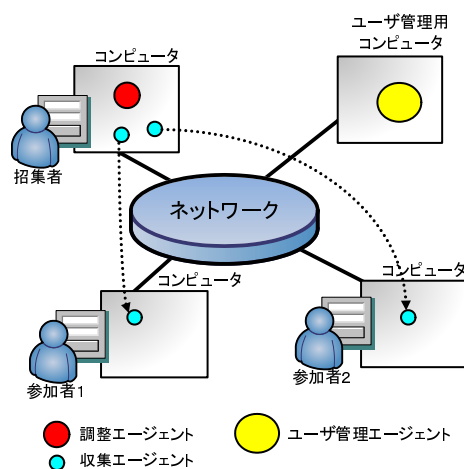 ユーザ管理用
コンピュータ
コンピュータ
招集者
ネットワーク
コンピュータ
コンピュータ
参加者1
参加者2
調整エージェント
ユーザ管理エージェント
収集エージェント